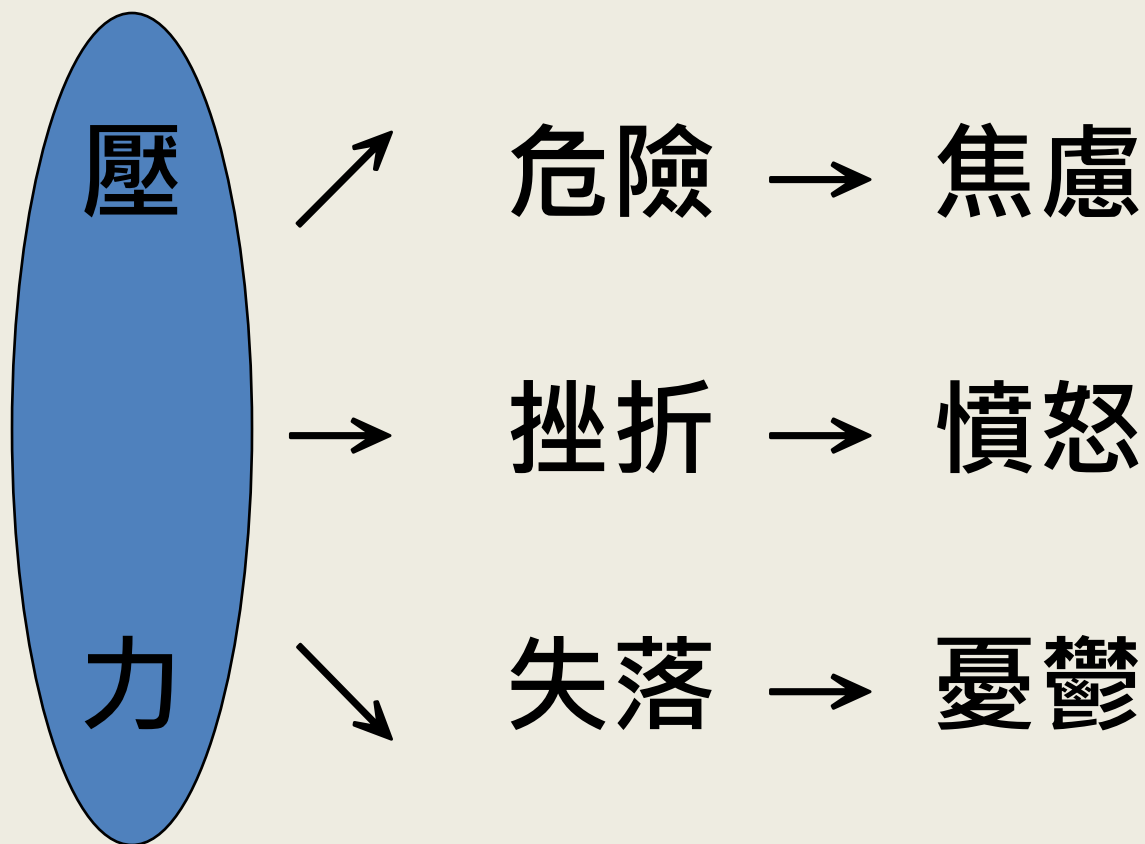 壓 ↗ 危險 → 焦慮
→ 挫折 → 憤怒
力 ↘ 失落 → 憂鬱